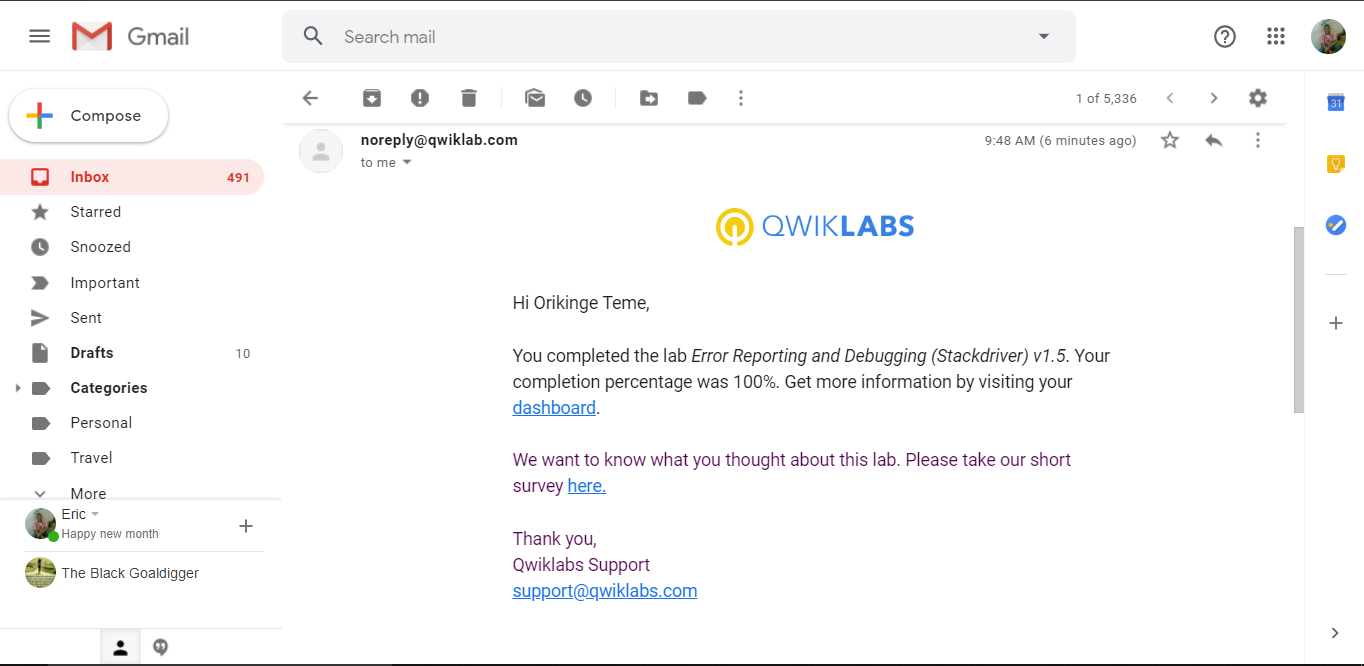 Gmail
Search mail
Compose
1 of 5,336
31
Inbox 491
Starred
Snoozed
Important
Sent
Drafts 10
Categories
Personal
Travel
More
Eric
Happy new month
The Black Goaldigger
noreply@qwiklab.com
9:48 AM (6 minutes ago)
to me
QWIKLABS
Hi Orikinge Teme,
You completed the lab Error Reporting and Debugging (Stackdriver) v1.5. Your
completion percentage was 100%. Get more information by visiting your
dashboard.
We want to know what you thought about this lab. Please take our short
survey here.
Thank you,
Qwiklabs Support
support@qwiklabs.com